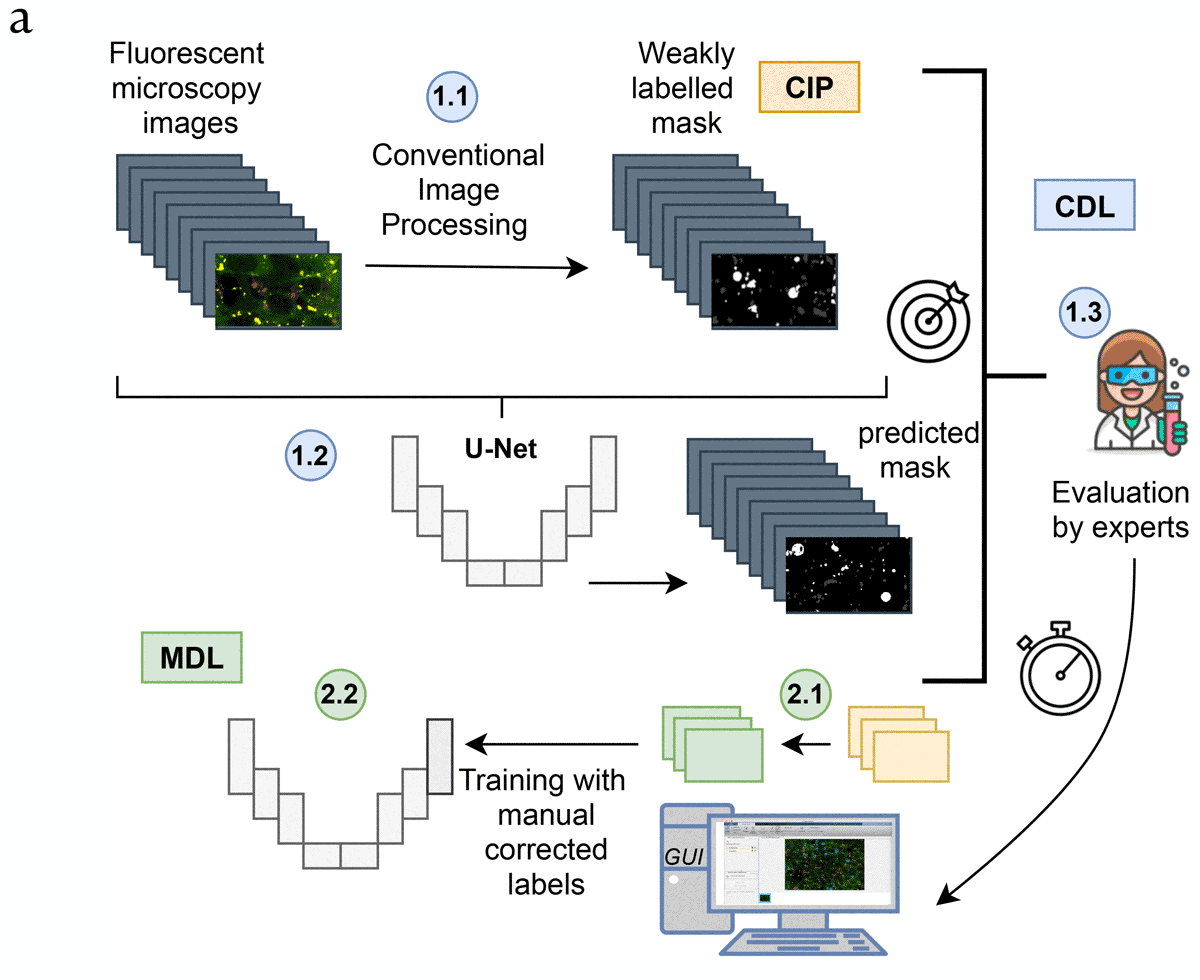 a
Fluorescent
microscopy
images
1.1
Conventional
Image
Processing
Weakly
labelled
mask
CIP
CDL
1.3
Evaluation
by experts
1.2
U-Net
predicted
mask
MDL
2.2
2.1
Training with
manual
corrected
labels
GUI